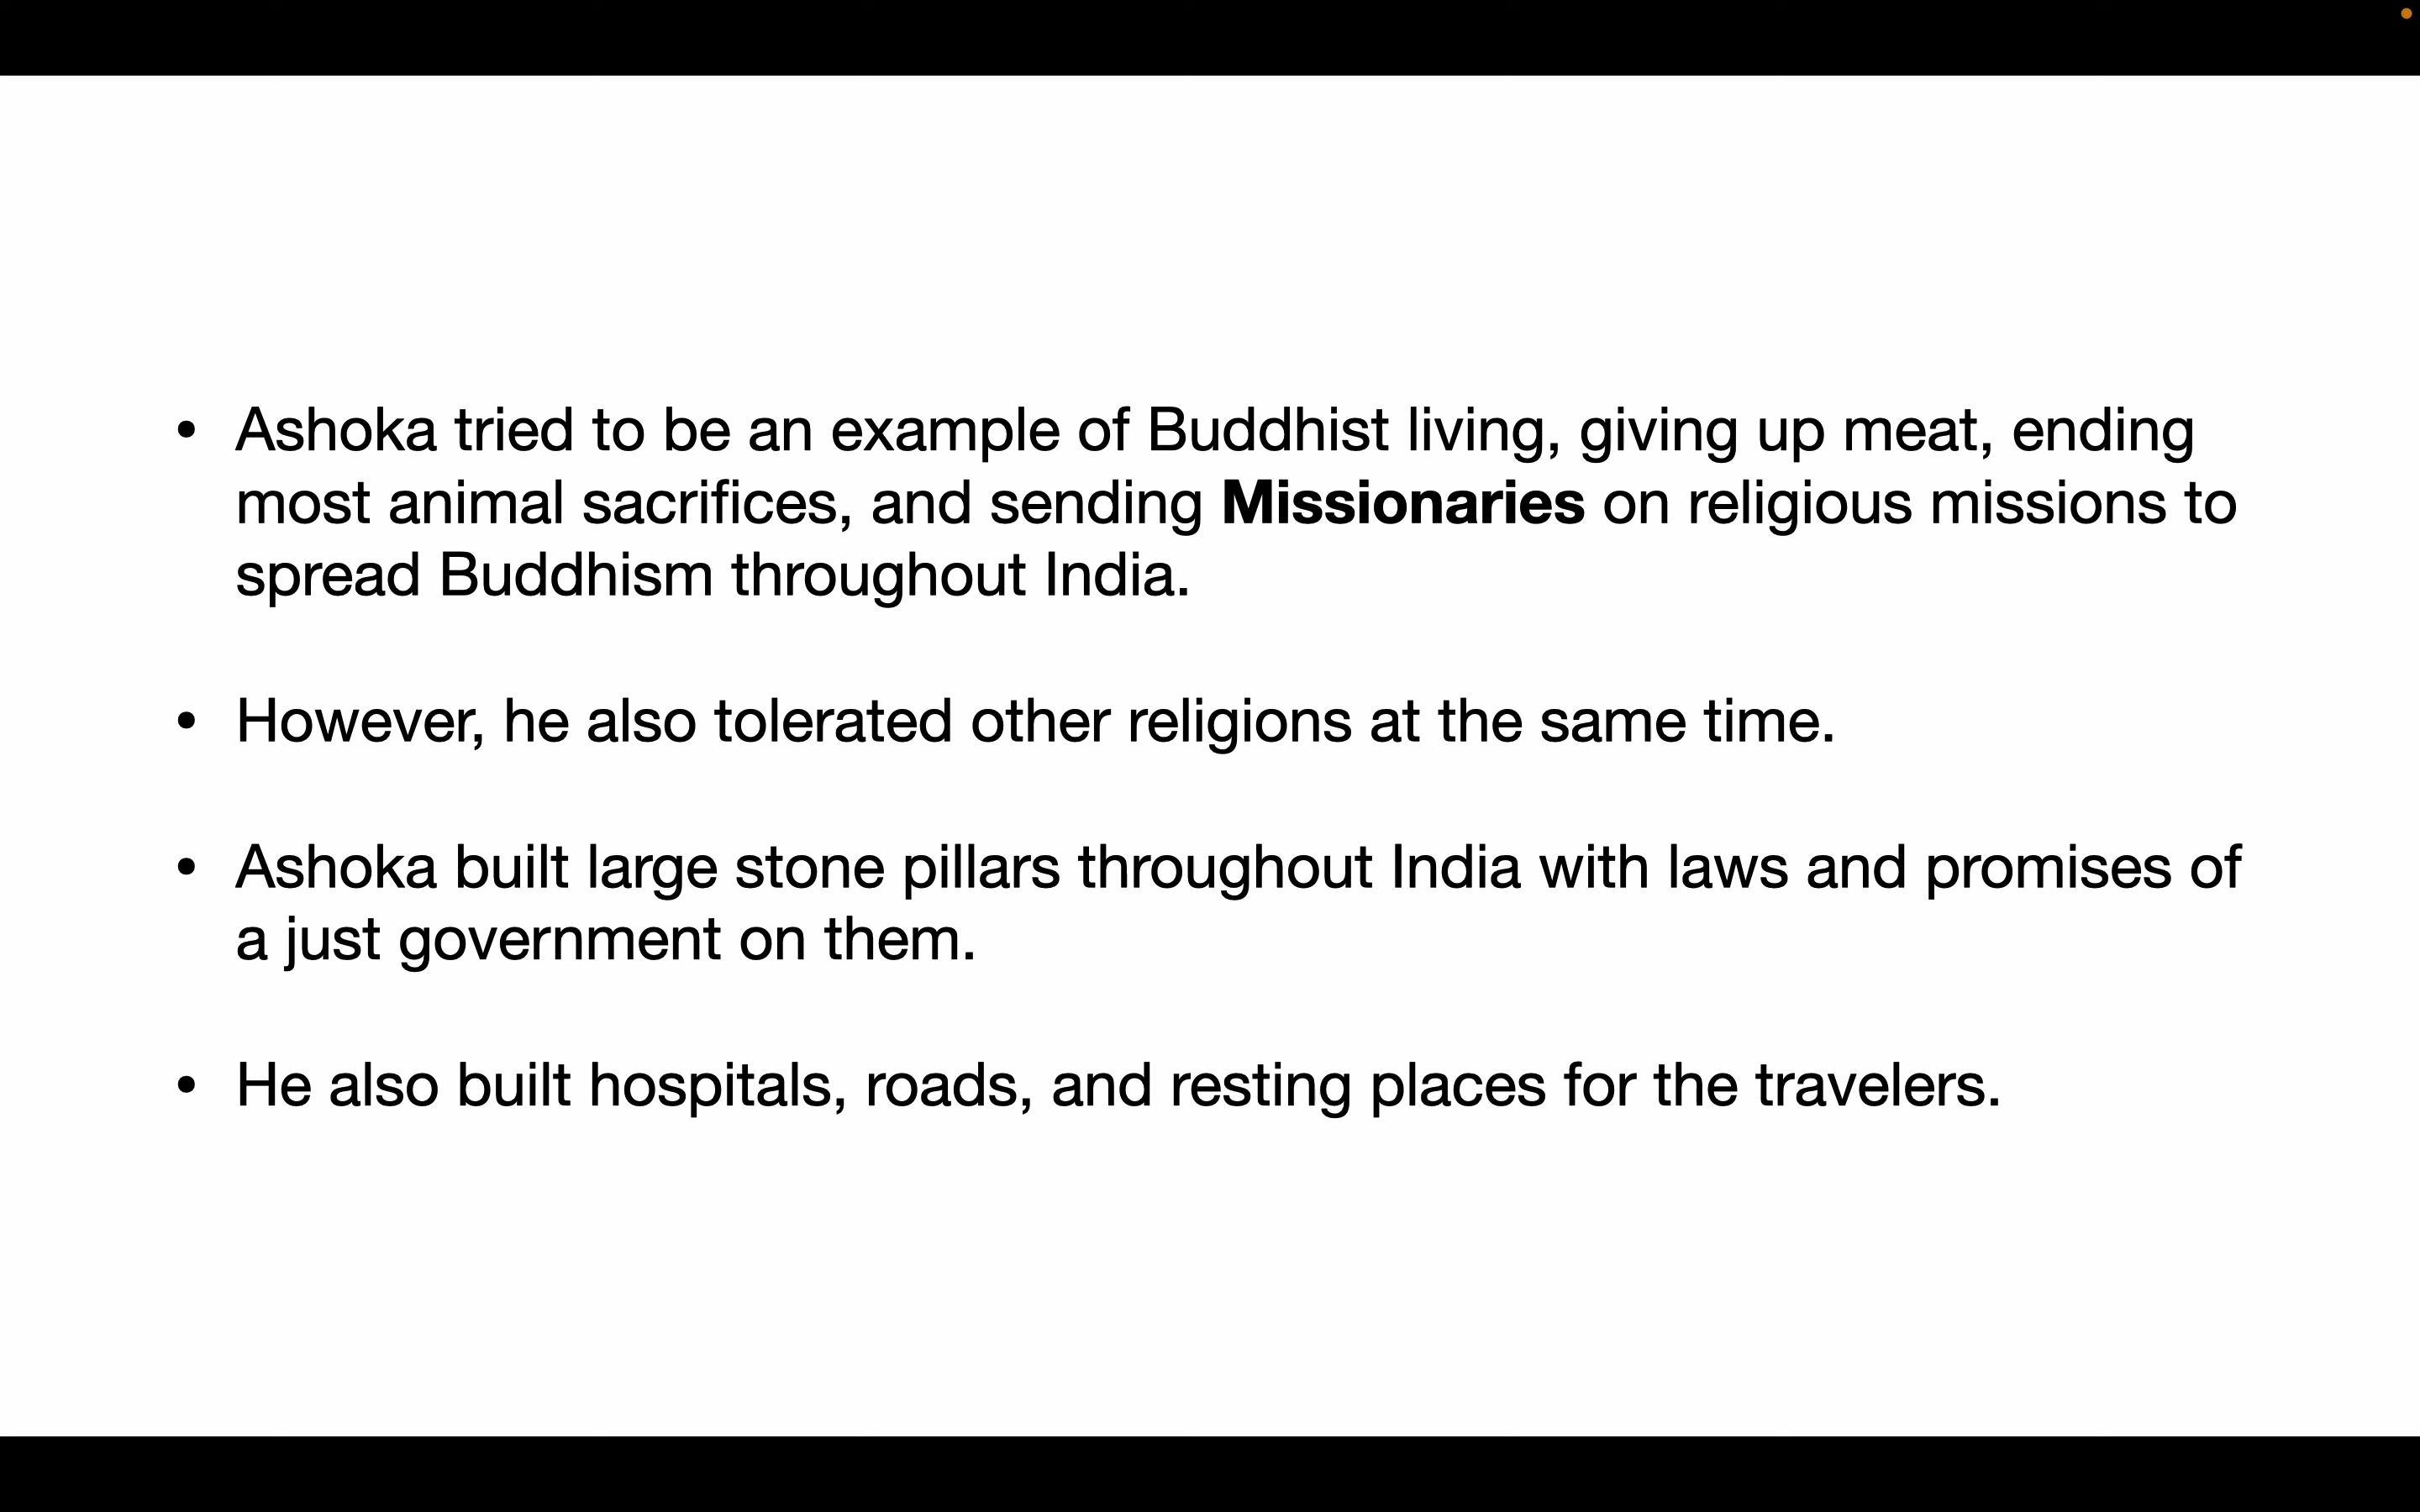 • Ashoka tried to be an example of Buddhist living, giving up meat, ending
most animal sacrifices, and sending Missionaries on religious missions to
spread Buddhism throughout India.
• However, he also tolerated other religions at the same time.
• Ashoka built large stone pillars throughout India with laws and promises of
a just government on them.
• He also built hospitals, roads, and resting places for the travelers.